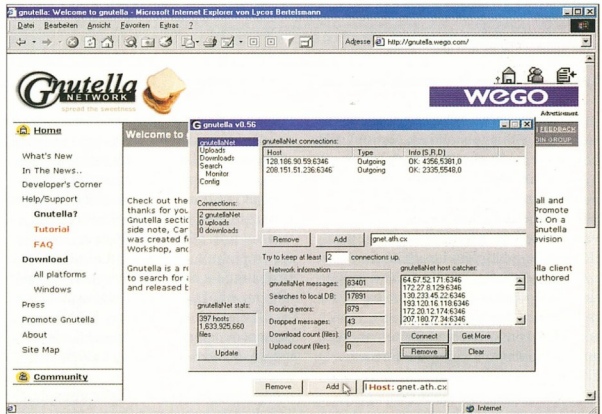 gnutella: Welcome to gnutella - Microsoft Internet Explorer von Lycos Bertelsmann
Datei Bearbeiten Ansicht Favoriten Extras ?
Adresse http://gnutella.wego.com/
Gnutella
NETWORK
spread the sweetness
WEGO
Advertisement
Home
What's New
In The News..
Developer's Corner
Help/Support
Gnutella?
Tutorial
FAQ
Download
All platforms
Windows
Press
Promote Gnutella
About
Site Map
Community
Welcome to
FEEDBACK
JOIN GROUP
Check out the
thanks for you
Gnutella sectio
side note, Car
was created f
Workshop, and
Gnutella is a r
to search for
and released b
all and
Promote
t. On a
Gnutella
evision
ella client
uthored
gnutella v0.56
gnutellaNet
Uploads
Downloads
Search
Monitor
Config
Connections:
2 gnutellaNet
0 uploads
0 downloads
gnutellaNet stats:
397 hosts
1,633,925,660
files
Update
gnutellaNet connections:
Host Type Info [S,R,D]
128.186.90.59:6346 Outgoing OK: 4356,5381,0
208.151.51.236:6346 Outgoing OK: 2335,5548,0
Remove Add gnet.ath.cx
Try to keep at least 2 connections up.
Network information
gnutellaNet messages: 83401
Searches to local DB: 17891
Routing errors: 879
Dropped messages: 43
Download count (files): 0
Upload count (files): 0
gnutellaNet host catcher:
64.67.52.171:6346
172.27.8.129:6346
130.233.45.22:6346
193.120.16.118:6346
172.20.12.174:6346
207.180.77.34:6346
Connect Get More
Remove Clear
Remove Add Host: gnet.ath.cx
Internet